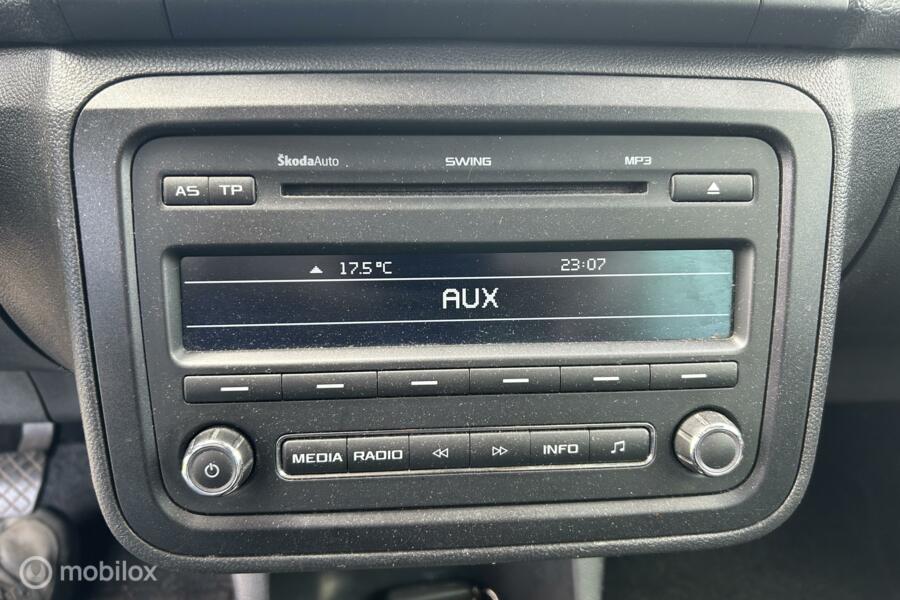 ŠkodaAuto SWING MP3
AS TP
17.5°C 23:07
AUX
MEDIA RADIO INFO
mobilox